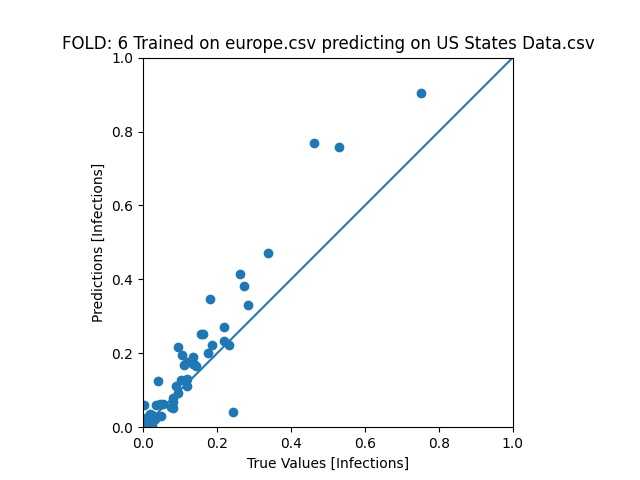 FOLD: 6 Trained on europe.csv predicting on US States Data.csv
1.0
0.8
0.6
0.4
0.2
0.0
Predictions [Infections]
0.0 0.2 0.4 0.6 0.8 1.0
True Values [Infections]